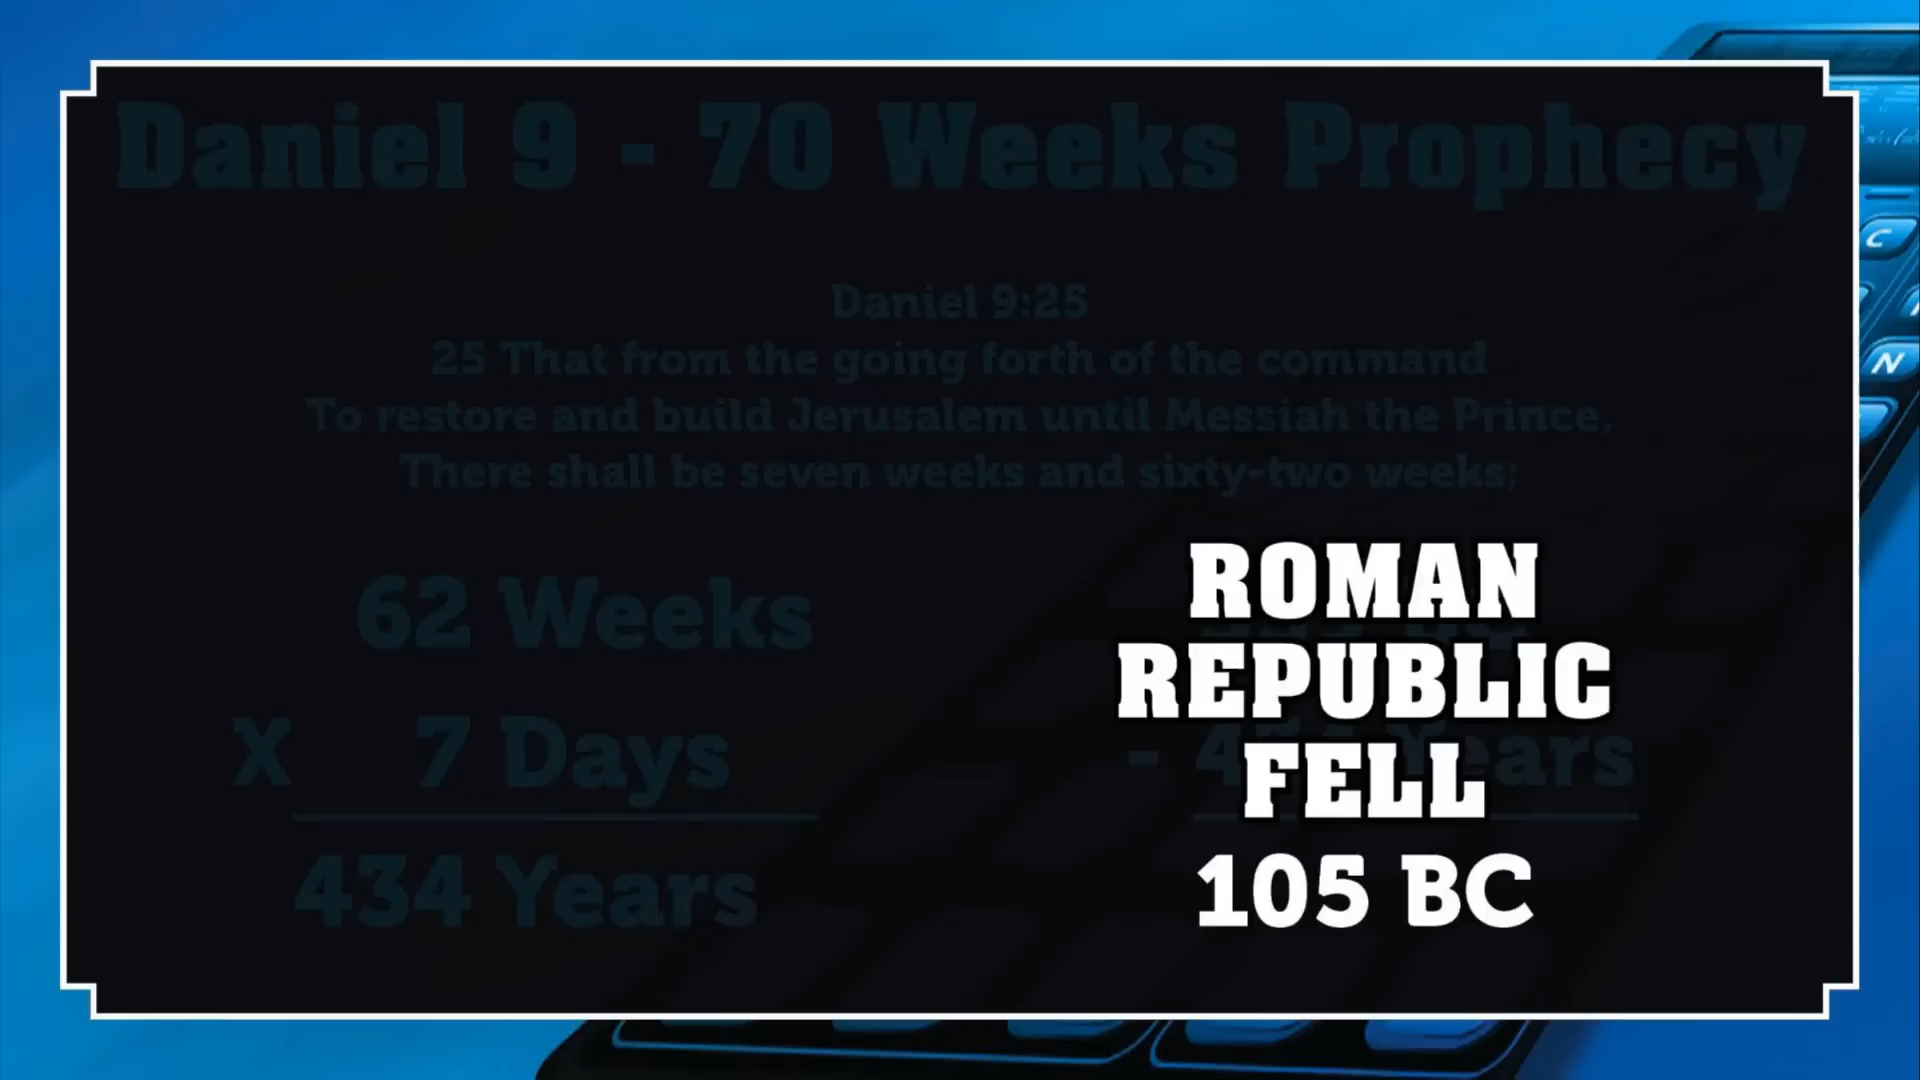 Daniel 9 - 70 Weeks Prophecy
Daniel 9:25
25 That from the going forth of the command
To restore and build Jerusalem until Messiah the Prince,
There shall be seven weeks and sixty-two weeks;
62 Weeks
X 7 Days
434 Years
ROMAN
REPUBLIC
FELL
105 BC
C
N